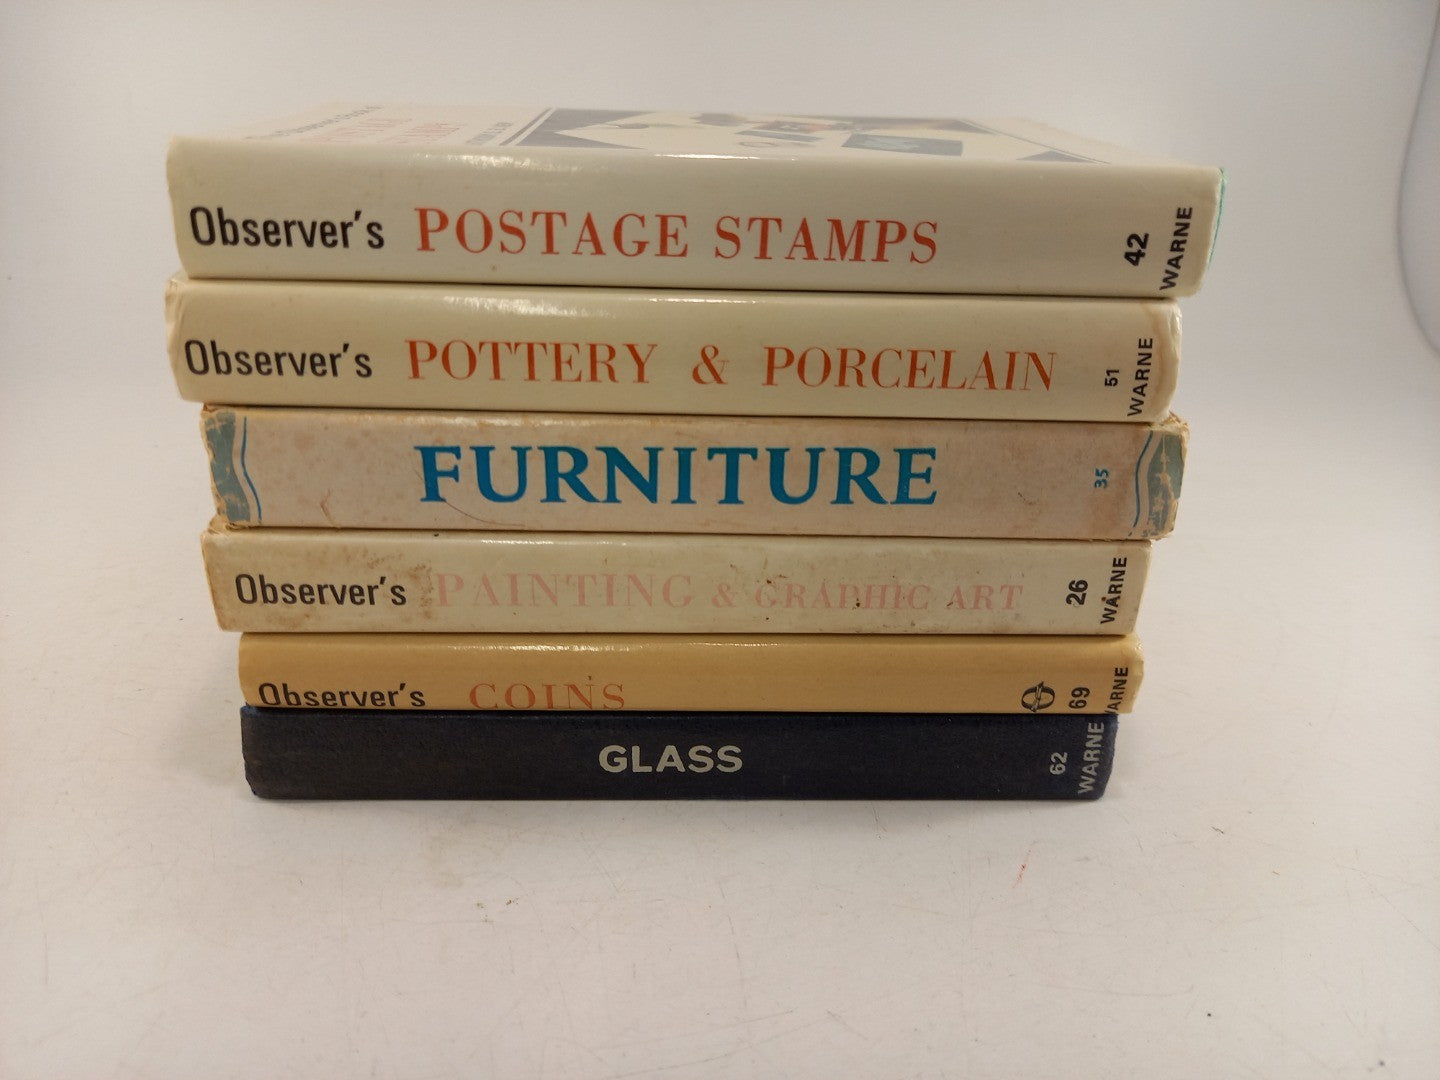 Observer's POSTAGE STAMPS 42 WARNE
Observer's POTTERY & PORCELAIN 51 WARNE
FURNITURE 35
Observer's PAINTING & GRAPHIC ART 26 WARNE
Observer's COINS 69 WARNE
GLASS 62 WARNE